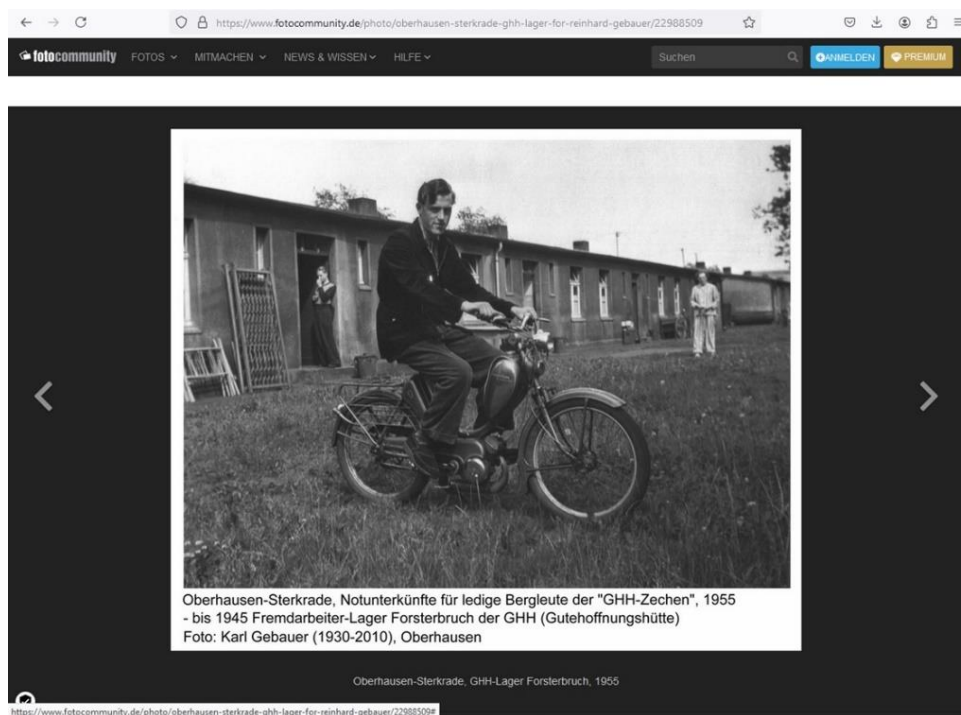 https://www.fotocommunity.de/photo/oberhausen-sterkrade-ghh-lager-for-reinhard-gebauer/22988509
fotocommunity FOTOS MITMACHEN NEWS & WISSEN HILFE Suchen ANMELDEN PREMIUM
Oberhausen-Sterkrade, Notunterkünfte für ledige Bergleute der "GHH-Zechen", 1955
- bis 1945 Fremdarbeiter-Lager Forsterbruch der GHH (Gutehoffnungshütte)
Foto: Karl Gebauer (1930-2010), Oberhausen
Oberhausen-Sterkrade, GHH-Lager Forsterbruch, 1955
https://www.fotocommunity.de/photo/oberhausen-sterkrade-ghh-lager-for-reinhard-gebauer/22988509#